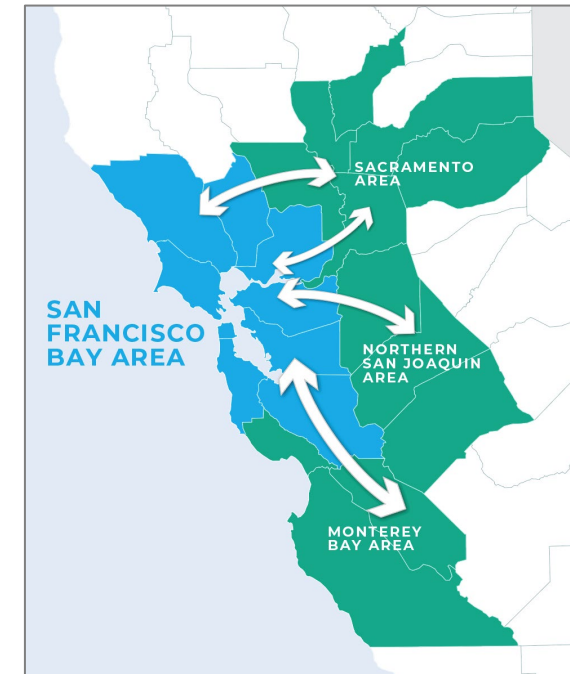 SACRAMENTO
AREA
SAN
FRANCISCO
BAY AREA
NORTHERN
SAN JOAQUIN
AREA
MONTEREY
BAY AREA